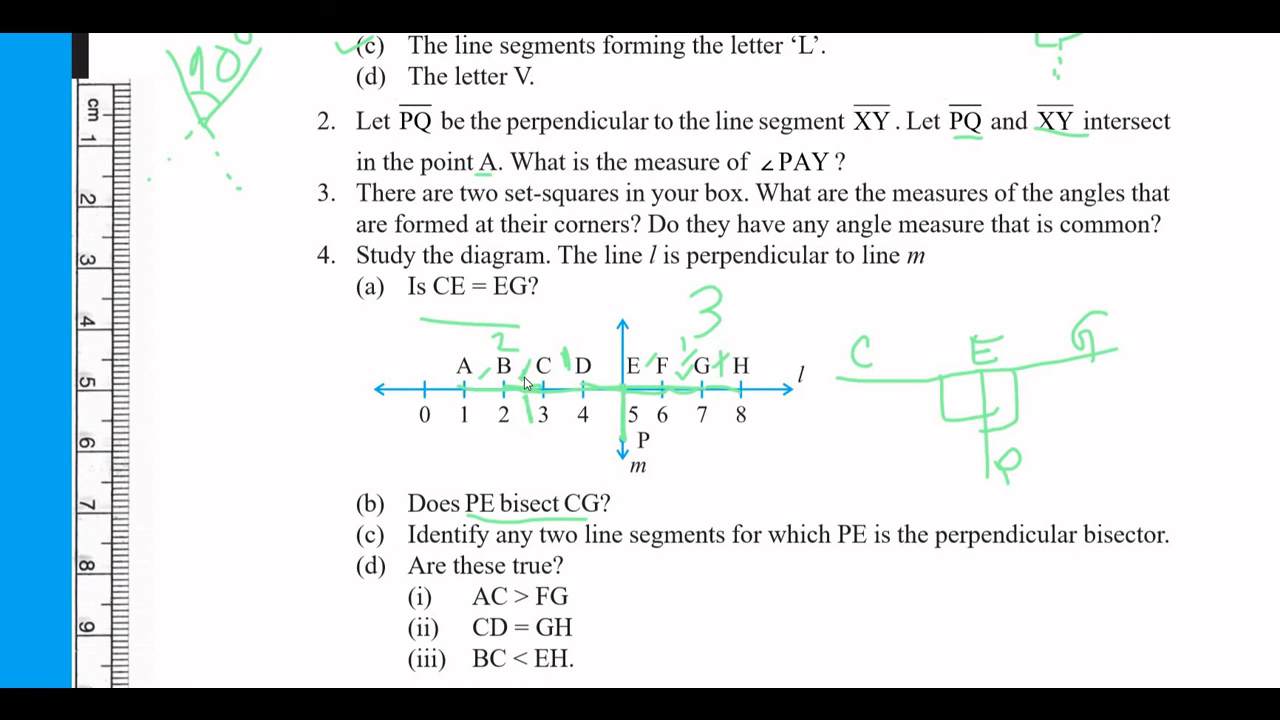 (c) The line segments forming the letter ‘L’.
(d) The letter V.
90°
2. Let PQ be the perpendicular to the line segment XY . Let PQ and XY intersect
in the point A. What is the measure of ∠PAY ?
3. There are two set-squares in your box. What are the measures of the angles that
are formed at their corners? Do they have any angle measure that is common?
4. Study the diagram. The line l is perpendicular to line m
(a) Is CE = EG?
2 1 3
A B C D E F G H l
0 1 2 3 4 5 6 7 8
P
m
C E G
P
(b) Does PE bisect CG?
(c) Identify any two line segments for which PE is the perpendicular bisector.
(d) Are these true?
(i) AC > FG
(ii) CD = GH
(iii) BC < EH.
cm 1 2 3 4 5 6 7 8 9